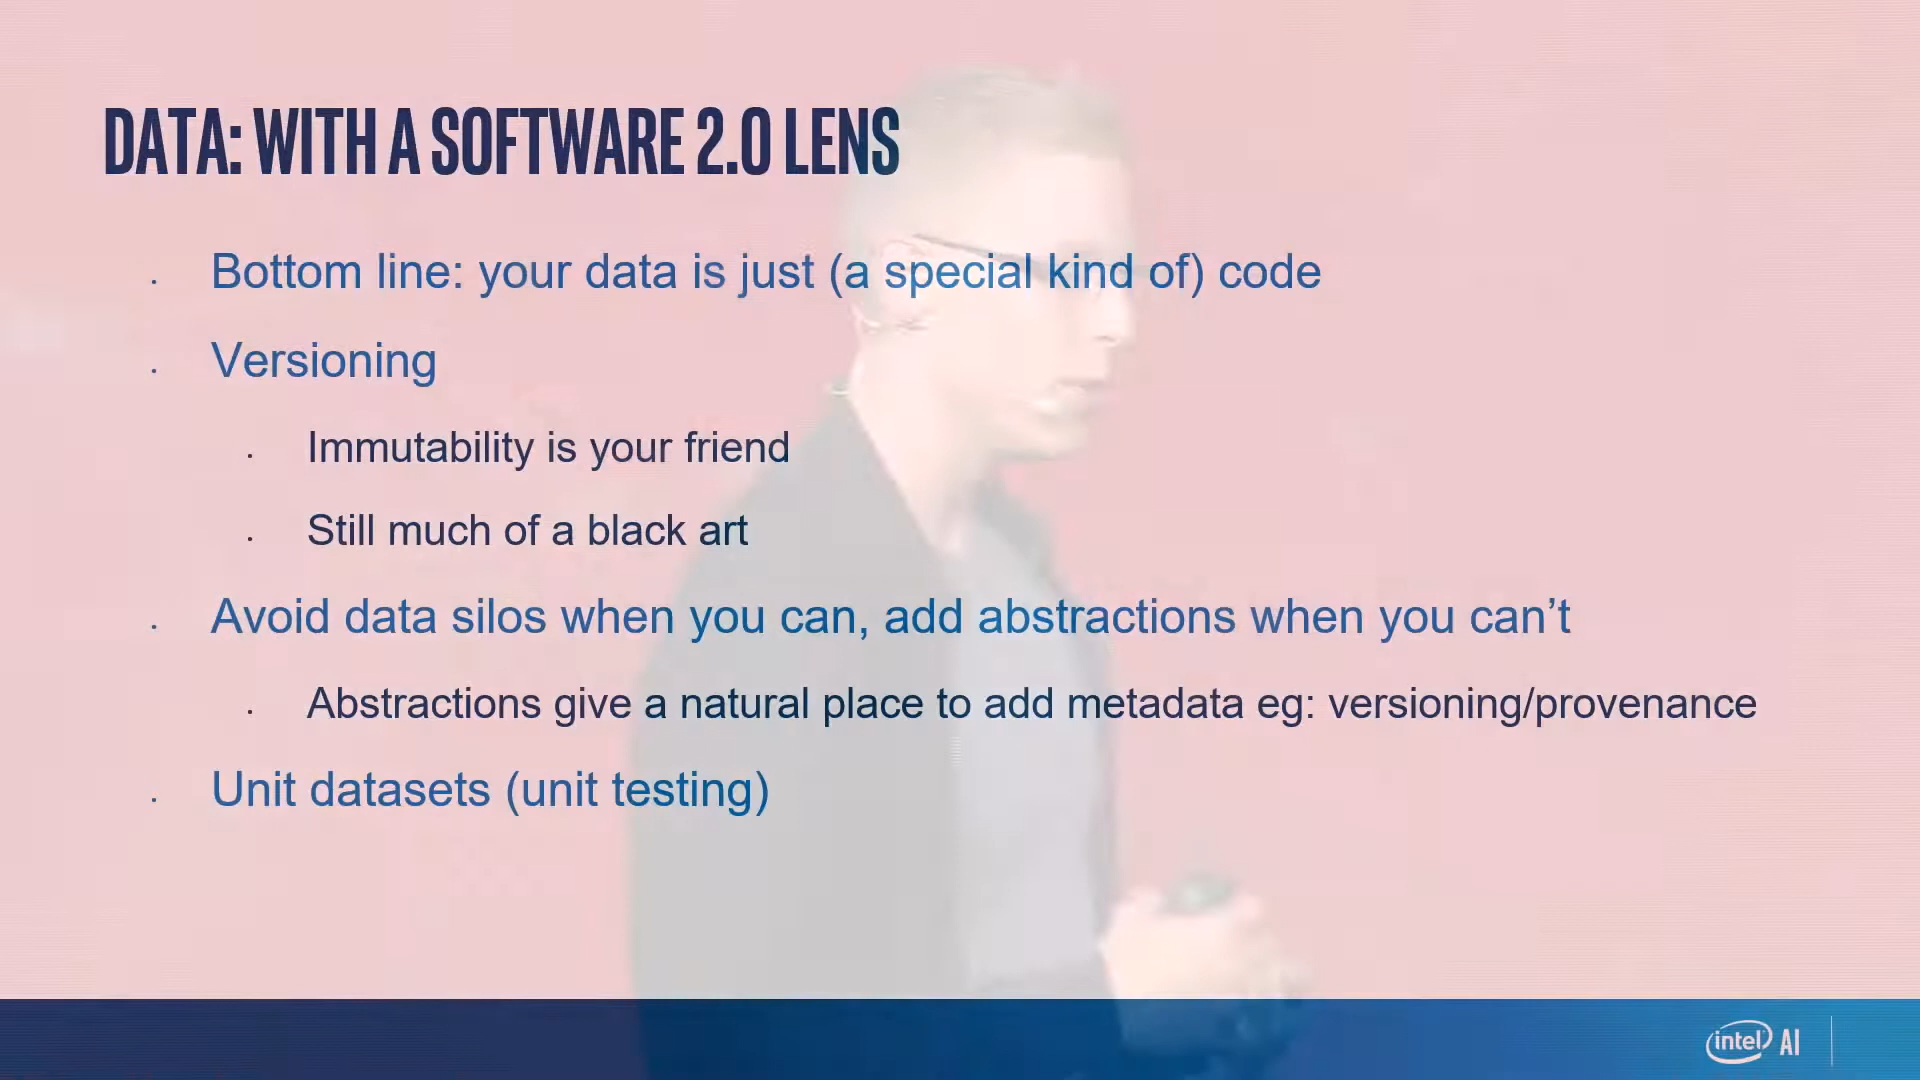 DATA: WITH A SOFTWARE 2.0 LENS
Bottom line: your data is just (a special kind of) code
Versioning
Immutability is your friend
Still much of a black art
Avoid data silos when you can, add abstractions when you can’t
Abstractions give a natural place to add metadata eg: versioning/provenance
Unit datasets (unit testing)
intel AI